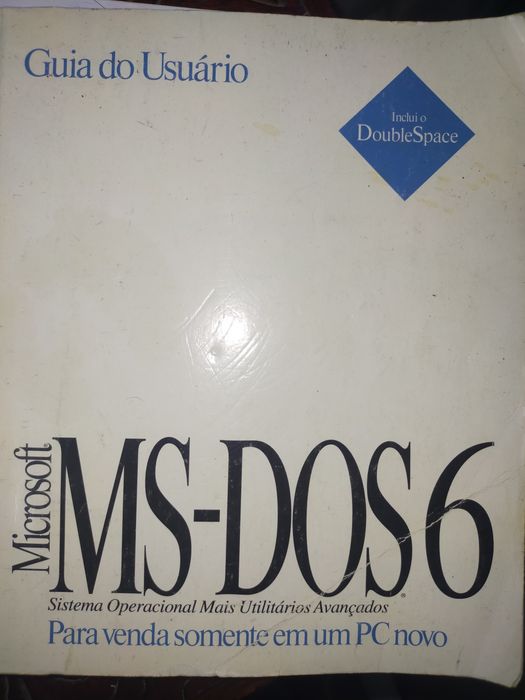 Guia do Usuário
Inclui o
DoubleSpace
Microsoft®
MS-DOS®6
Sistema Operacional Mais Utilitários Avançados
Para venda somente em um PC novo